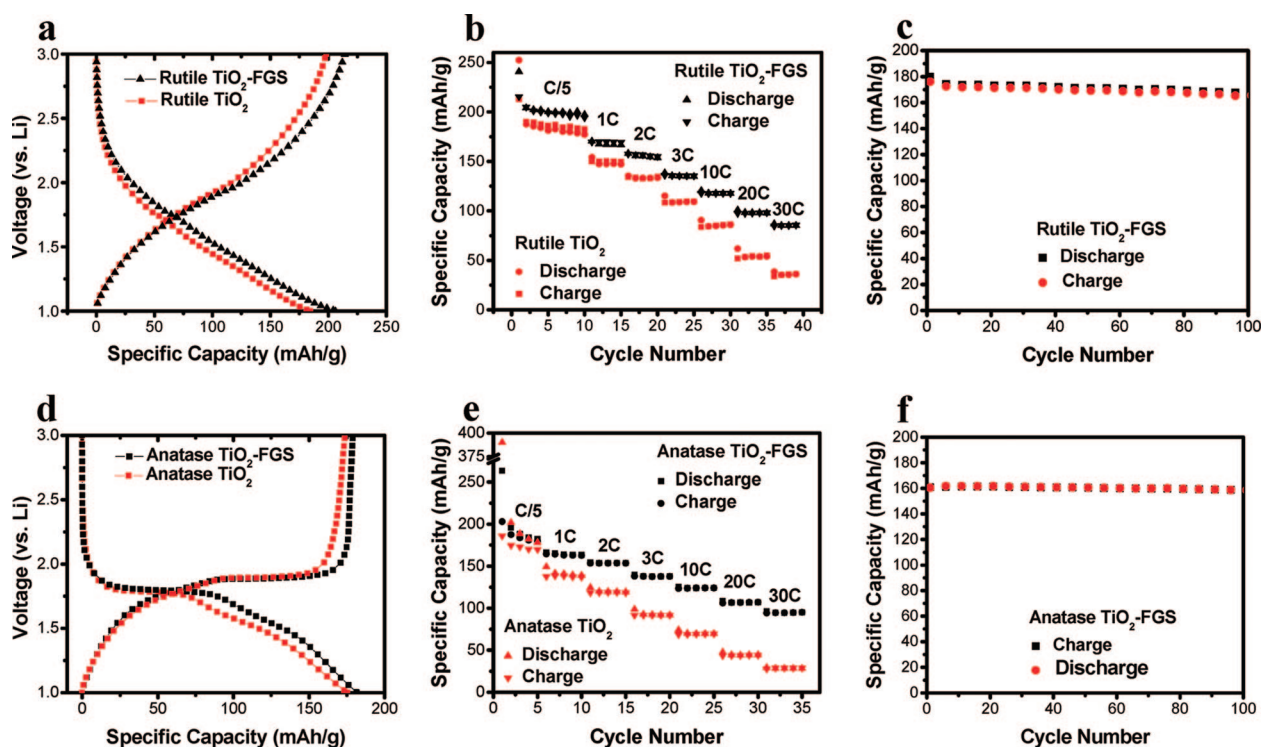 a
3.0
2.5
2.0
1.5
1.0
Voltage (vs. Li)
Rutile TiO2-FGS
Rutile TiO2
0 50 100 150 200 250
Specific Capacity (mAh/g)
b
250
200
150
100
50
0
Specific Capacity (mAh/g)
C/5
1C
2C
3C
10C
20C
30C
Rutile TiO2-FGS
Discharge
Charge
Rutile TiO2
Discharge
Charge
0 5 10 15 20 25 30 35 40
Cycle Number
c
200
180
160
140
120
100
80
60
40
20
0
Specific Capacity (mAh/g)
Rutile TiO2-FGS
Discharge
Charge
0 20 40 60 80 100
Cycle Number
d
3.0
2.5
2.0
1.5
1.0
Voltage (vs. Li)
Anatase TiO2-FGS
Anatase TiO2
0 50 100 150 200
Specific Capacity (mAh/g)
e
400
375
250
200
150
100
50
0
Specific Capacity (mAh/g)
C/5
1C
2C
3C
10C
20C
30C
Anatase TiO2-FGS
Discharge
Charge
Anatase TiO2
Discharge
Charge
0 5 10 15 20 25 30 35
Cycle Number
f
200
180
160
140
120
100
80
60
40
20
0
Specific Capacity (mAh/g)
Anatase TiO2-FGS
Charge
Discharge
0 20 40 60 80 100
Cycle Number